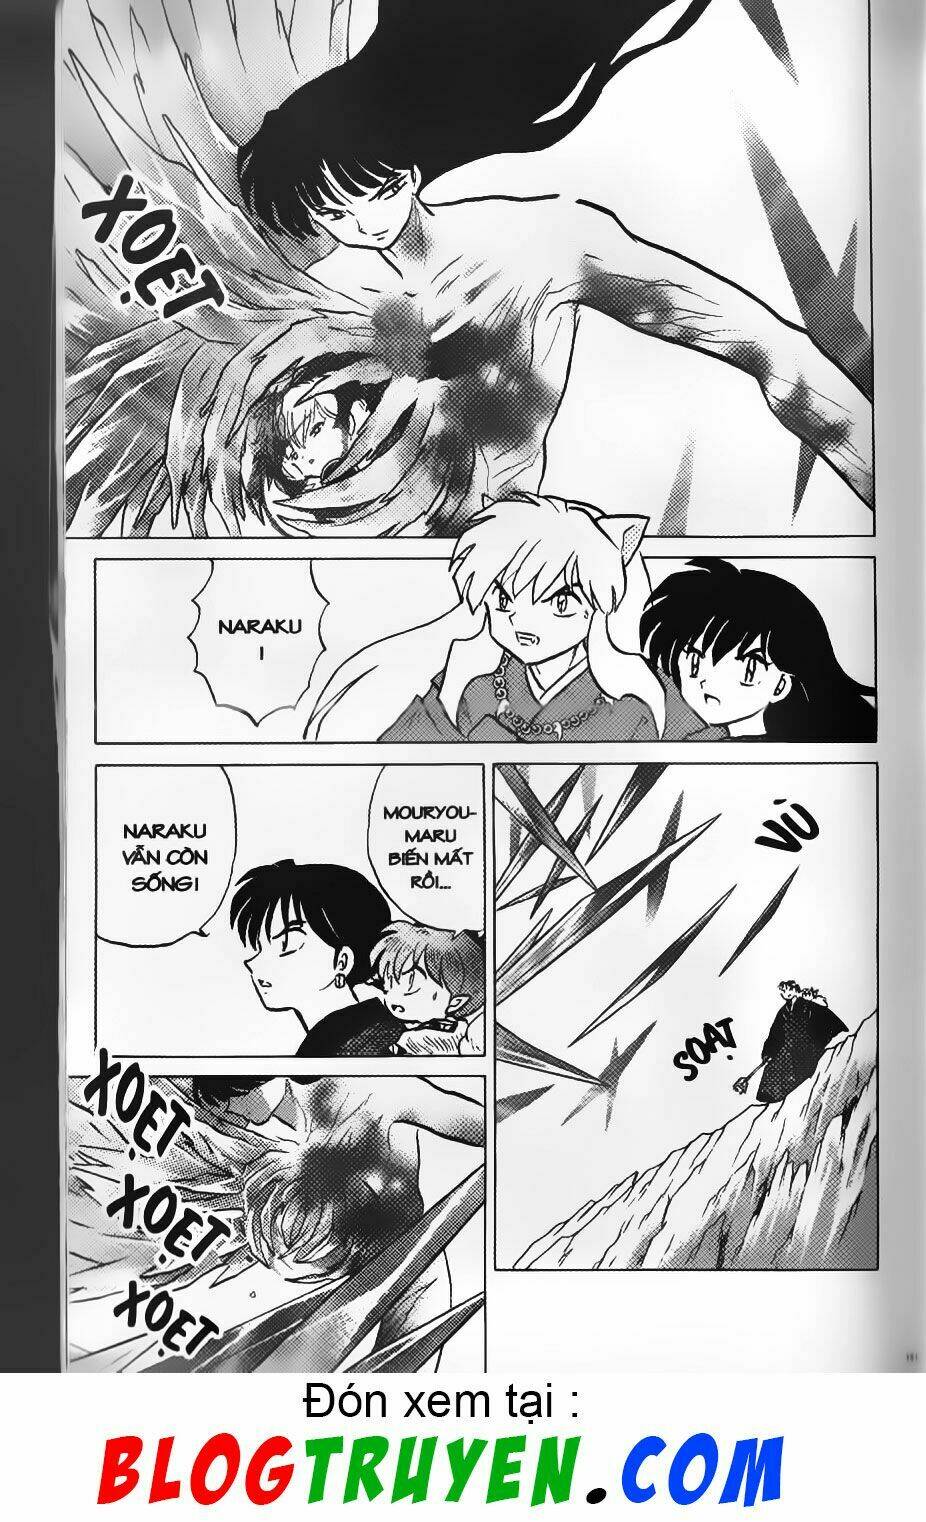 XOẸT
NARAKU
!
MOURYOU-
MARU
BIẾN MẤT
RỒI...
NARAKU
VẪN CÒN
SỐNG!
VÙ
SOẠT
XOẸT
XOẸT
XOẸT
Đón xem tại :
BLOGTRUYEN.COM